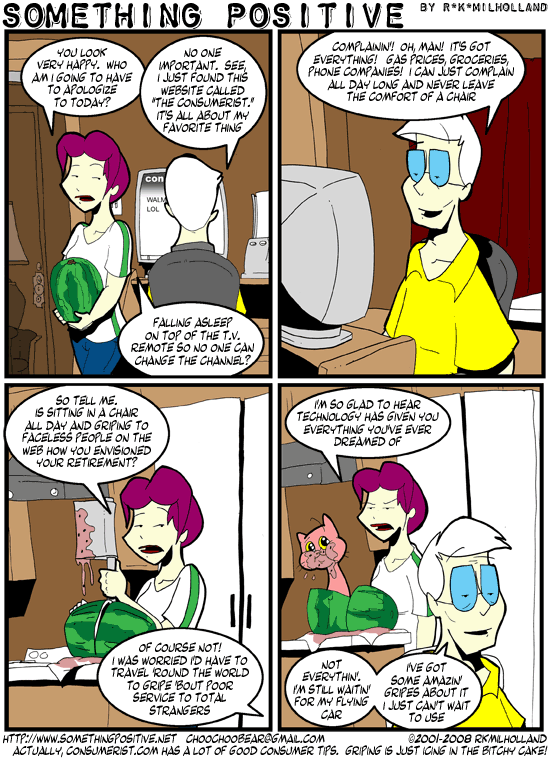 SOMETHING POSITIVE BY R*K*MILHOLLAND
YOU LOOK
VERY HAPPY. WHO
AM I GOING TO HAVE
TO APOLOGIZE
TO TODAY?
NO ONE
IMPORTANT. SEE,
I JUST FOUND THIS
WEBSITE CALLED
"THE CONSUMERIST."
IT'S ALL ABOUT MY
FAVORITE THING
CON
WALM
LOL
FALLING ASLEEP
ON TOP OF THE T.V.
REMOTE SO NO ONE CAN
CHANGE THE CHANNEL?
COMPLAININ'! OH, MAN! IT'S GOT
EVERYTHING! GAS PRICES, GROCERIES,
PHONE COMPANIES! I CAN JUST COMPLAIN
ALL DAY LONG AND NEVER LEAVE
THE COMFORT OF A CHAIR
SO TELL ME.
IS SITTING IN A CHAIR
ALL DAY AND GRIPING TO
FACELESS PEOPLE ON THE
WEB HOW YOU ENVISIONED
YOUR RETIREMENT?
OF COURSE NOT!
I WAS WORRIED I'D HAVE TO
TRAVEL 'ROUND THE WORLD
TO GRIPE 'BOUT POOR
SERVICE TO TOTAL
STRANGERS
I'M SO GLAD TO HEAR
TECHNOLOGY HAS GIVEN YOU
EVERYTHING YOU'VE EVER
DREAMED OF
NOT
EVERYTHIN'.
I'M STILL WAITIN'
FOR MY FLYING
CAR
I'VE GOT
SOME AMAZIN'
GRIPES ABOUT IT
I JUST CAN'T WAIT
TO USE
HTTP://WWW.SOMETHINGPOSITIVE.NET CHOOCHOOBEAR@GMAIL.COM ©2001-2008 RKMILHOLLAND
ACTUALLY, CONSUMERIST.COM HAS A LOT OF GOOD CONSUMER TIPS. GRIPING IS JUST ICING IN THE BITCHY CAKE!